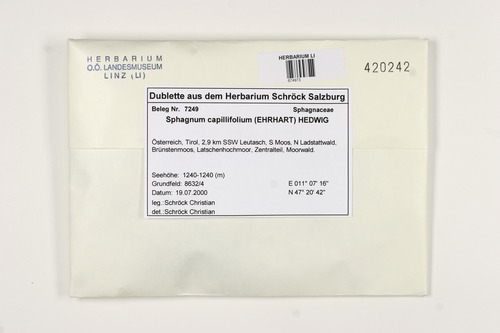 HERBARIUM
O.Ö. LANDESMUSEUM
LINZ (LI)
HERBARIUM LI
420242
Dublette aus dem Herbarium Schröck Salzburg
Beleg Nr. 7249 Sphagnaceae
Sphagnum capillifolium (EHRHART) HEDWIG
Österreich, Tirol, 2,9 km SSW Leutasch, S Moos, N Ladstattwald,
Brünstenmoos, Latschenhochmoor, Zentralteil, Moorwald.
Seehöhe: 1240-1240 (m)
Grundfeld: 8632/4 E 011° 07' 16"
Datum: 19.07.2000 N 47° 20' 42"
leg.:Schröck Christian
det.:Schröck Christian